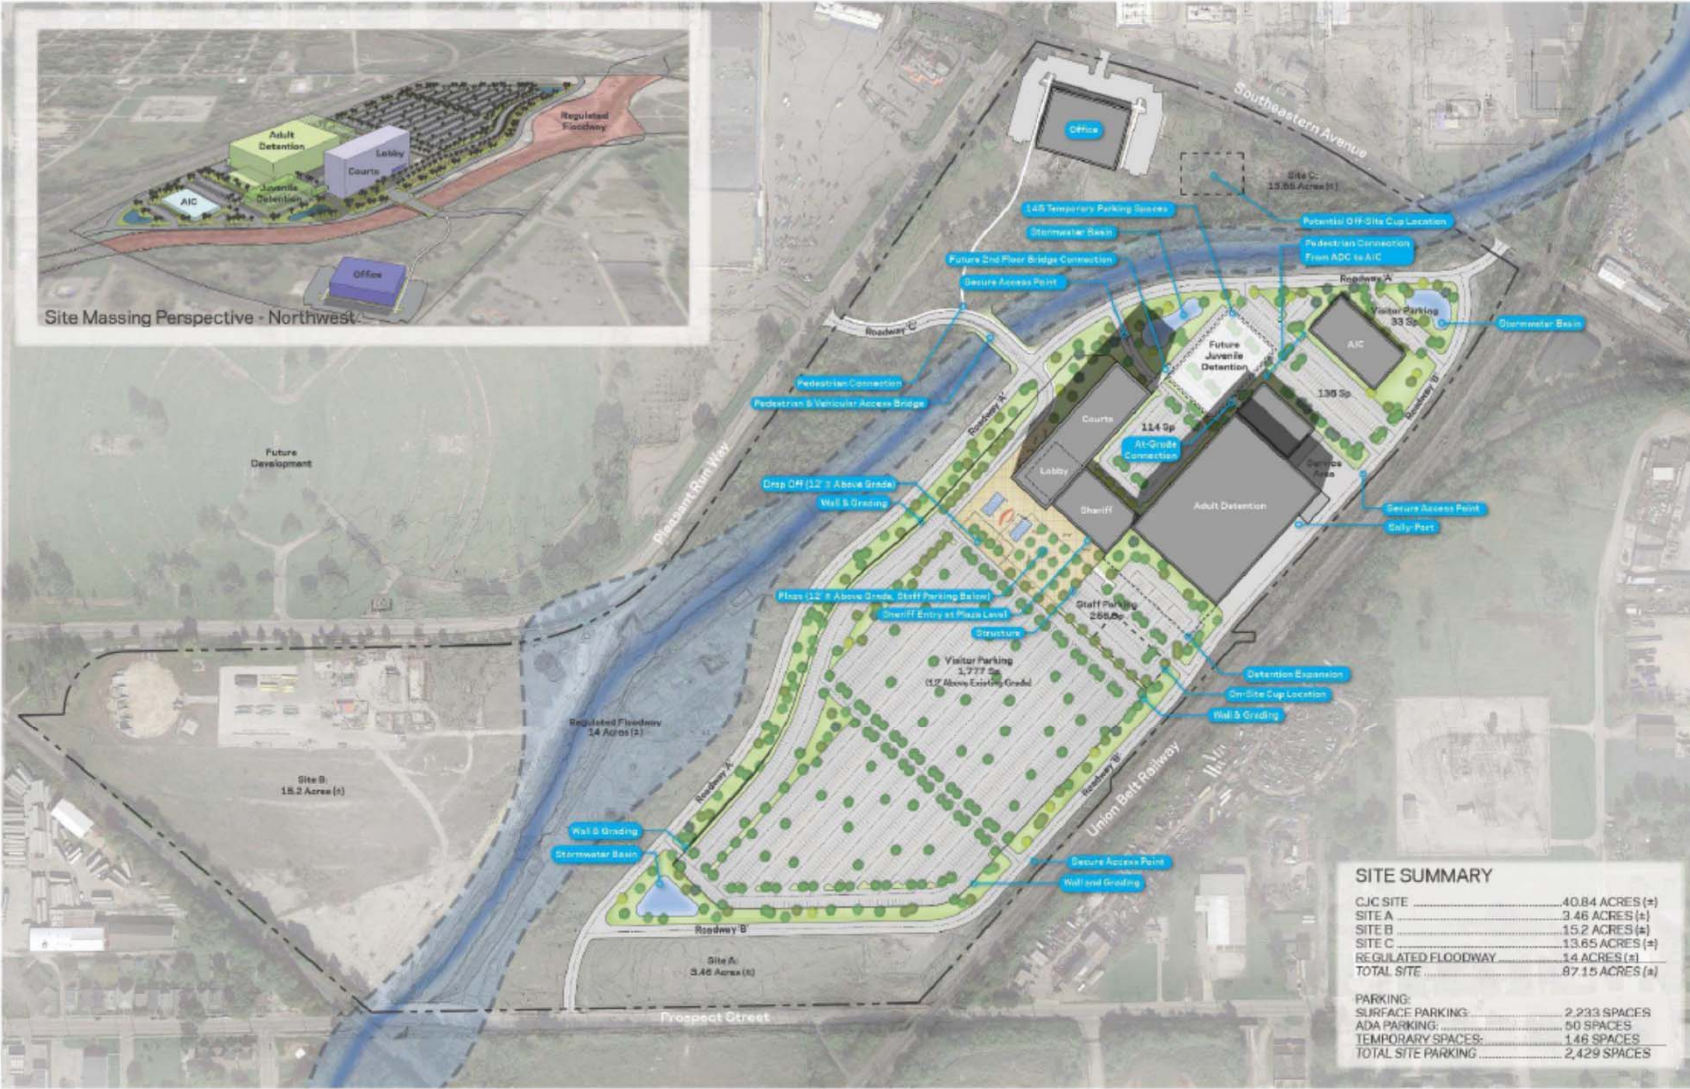 Adult
Detention
Lobby
Courts
Juvenile
Detention
AIC
Office
Regulated
Floodway
Site Massing Perspective - Northwest
Southeastern Avenue
Office
Site C:
13.65 Acres (±)
146 Temporary Parking Spaces
Stormwater Basin
Future 2nd Floor Bridge Connection
Secure Access Point
Potential Off-Site Cup Location
Pedestrian Connection
From ADC to AIC
Roadway 'A'
Visitor Parking
33 Sp
Stormwater Basin
AIC
Roadway 'C'
Future
Juvenile
Detention
Pedestrian Connection
Pedestrian & Vehicular Access Bridge
Roadway 'A'
Roadway 'B'
136 Sp
Courts
114 Sp
At-Grade
Connection
Lobby
Service
Area
Future
Development
Pleasant Run Way
Drop Off (12' ± Above Grade)
Wall & Grading
Sheriff
Adult Detention
Secure Access Point
Sally-Port
Plaza (12' ± Above Grade, Staff Parking Below)
Sheriff Entry at Plaza Level
Structure
Staff Parking
Visitor Parking
1,777 Sp
(12' Above Existing Grade)
Detention Expansion
On-Site Cup Location
Wall & Grading
Regulated Floodway
14 Acres (±)
Site B:
15.2 Acres (±)
Roadway 'A'
Roadway 'B'
Union Belt Railway
Wall & Grading
Stormwater Basin
Secure Access Point
Wall and Grading
Roadway 'B'
Site A:
3.46 Acres (±)
Prospect Street
SITE SUMMARY
CJC SITE 40.84 ACRES (±)
SITE A 3.46 ACRES (±)
SITE B 15.2 ACRES (±)
SITE C 13.65 ACRES (±)
REGULATED FLOODWAY 14 ACRES (±)
TOTAL SITE 87.15 ACRES (±)
PARKING:
SURFACE PARKING 2,233 SPACES
ADA PARKING: 50 SPACES
TEMPORARY SPACES: 146 SPACES
TOTAL SITE PARKING 2,429 SPACES